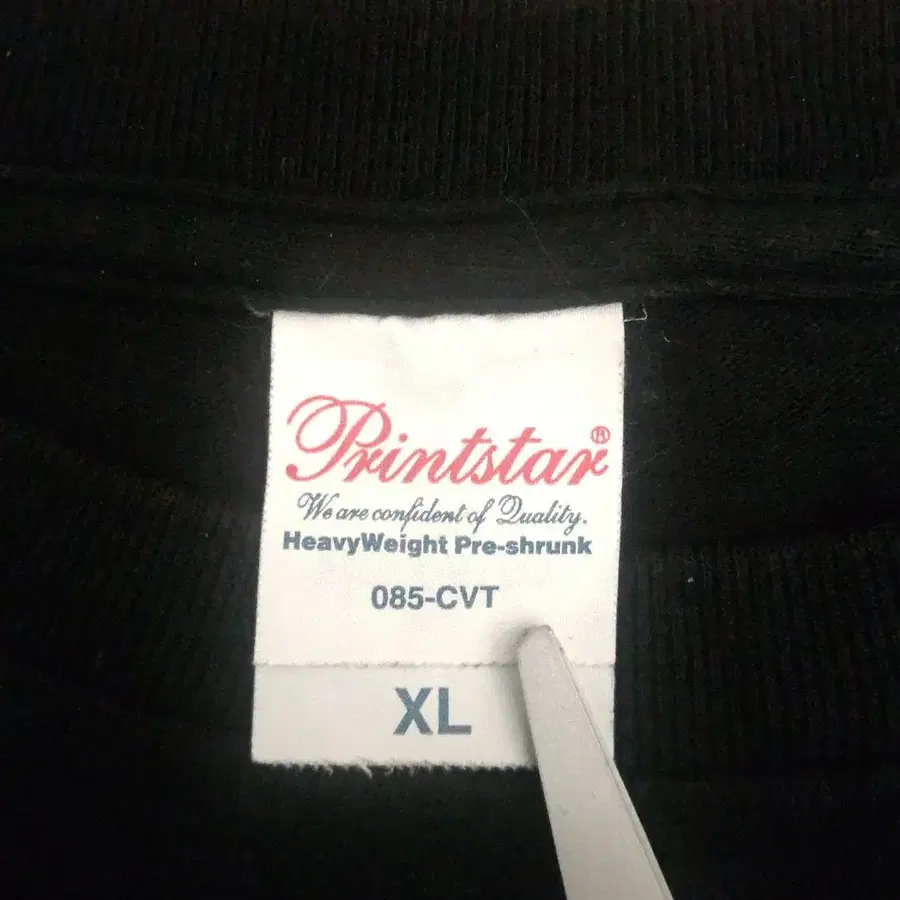 Printstar®
We are confident of Quality.
HeavyWeight Pre-shrunk
085-CVT
XL